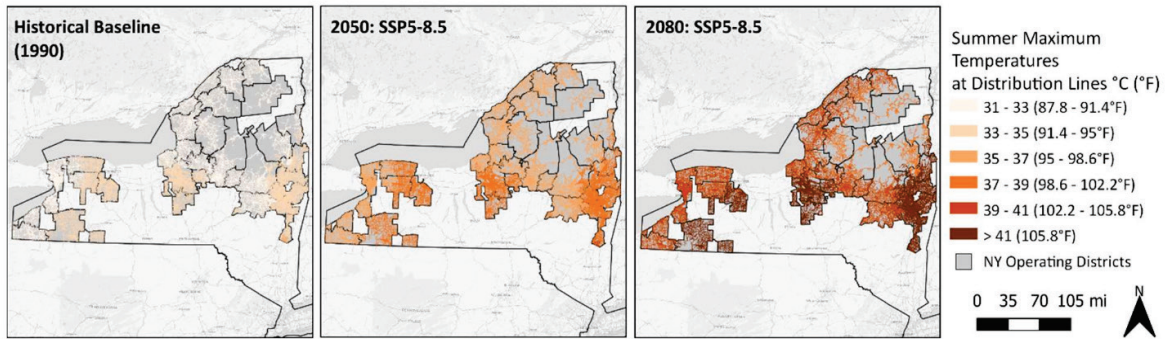 Historical Baseline
(1990)
2050: SSP5-8.5
2080: SSP5-8.5
Summer Maximum
Temperatures
at Distribution Lines °C (°F)
31 - 33 (87.8 - 91.4°F)
33 - 35 (91.4 - 95°F)
35 - 37 (95 - 98.6°F)
37 - 39 (98.6 - 102.2°F)
39 - 41 (102.2 - 105.8°F)
> 41 (105.8°F)
NY Operating Districts
0 35 70 105 mi
N